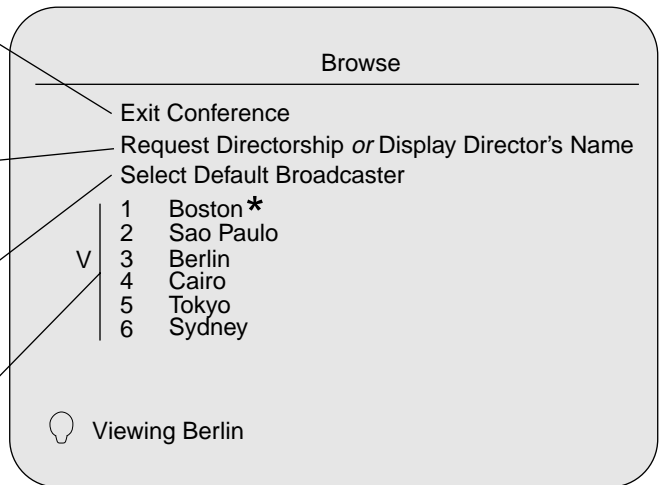 Browse
Exit Conference
Request Directorship or Display Director's Name
Select Default Broadcaster
1 Boston*
2 Sao Paulo
V 3 Berlin
4 Cairo
5 Tokyo
6 Sydney
Viewing Berlin